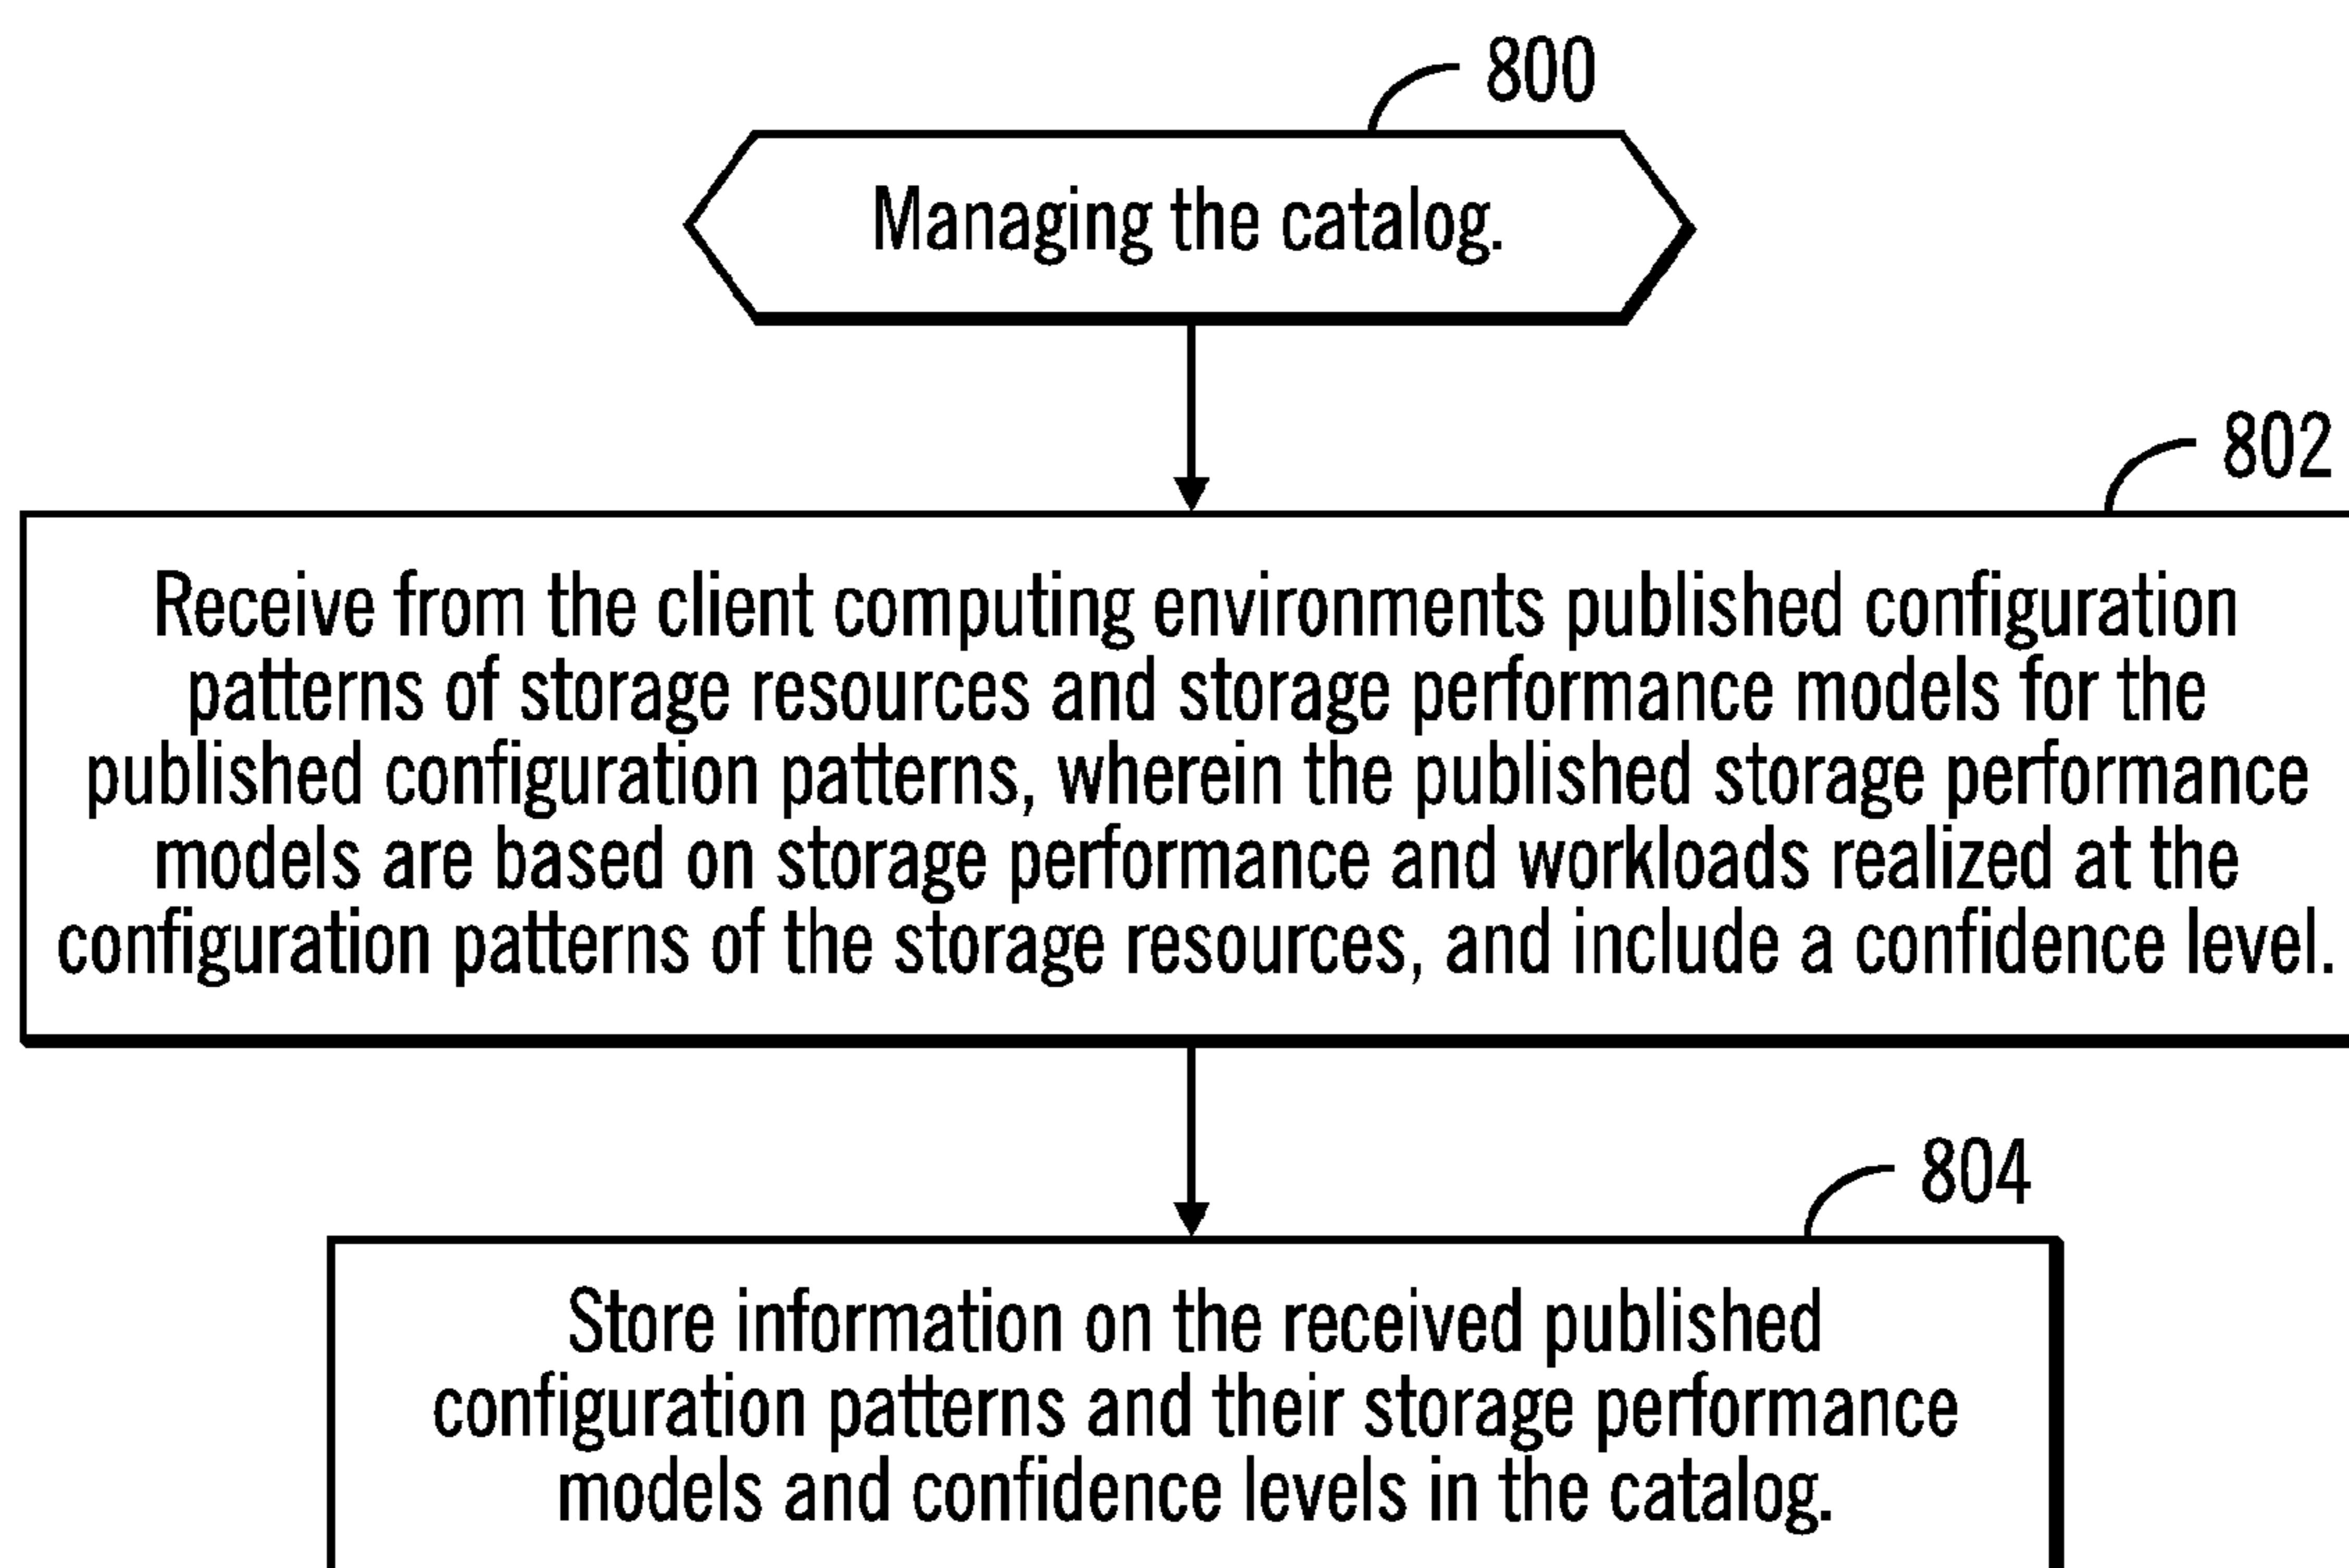 800
Managing the catalog.
802
Receive from the client computing environments published configuration
patterns of storage resources and storage performance models for the
published configuration patterns, wherein the published storage performance
models are based on storage performance and workloads realized at the
configuration patterns of the storage resources, and include a confidence level.
804
Store information on the received published
configuration patterns and their storage performance
models and confidence levels in the catalog.